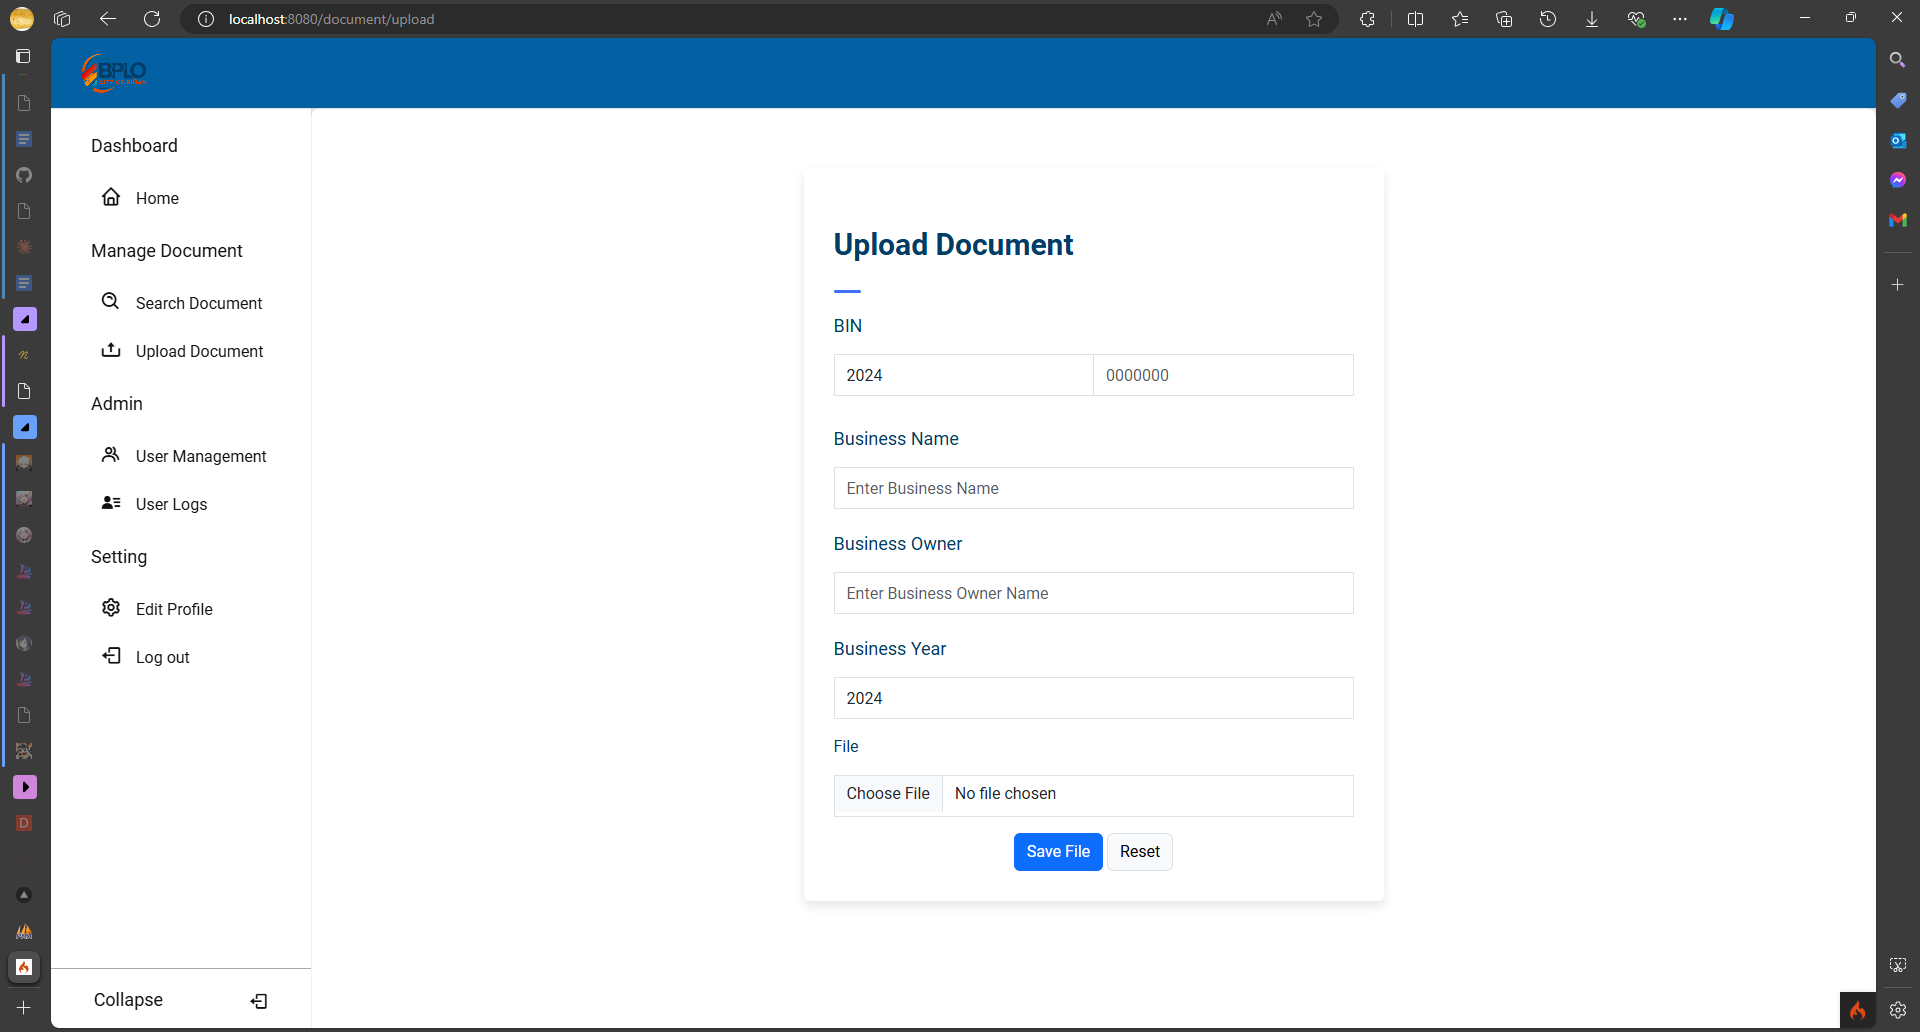 localhost:8080/document/upload
BPLO
Dashboard
Home
Manage Document
Search Document
Upload Document
Admin
User Management
User Logs
Setting
Edit Profile
Log out
Collapse
Upload Document
BIN
2024
0000000
Business Name
Enter Business Name
Business Owner
Enter Business Owner Name
Business Year
2024
File
Choose File
No file chosen
Save File
Reset